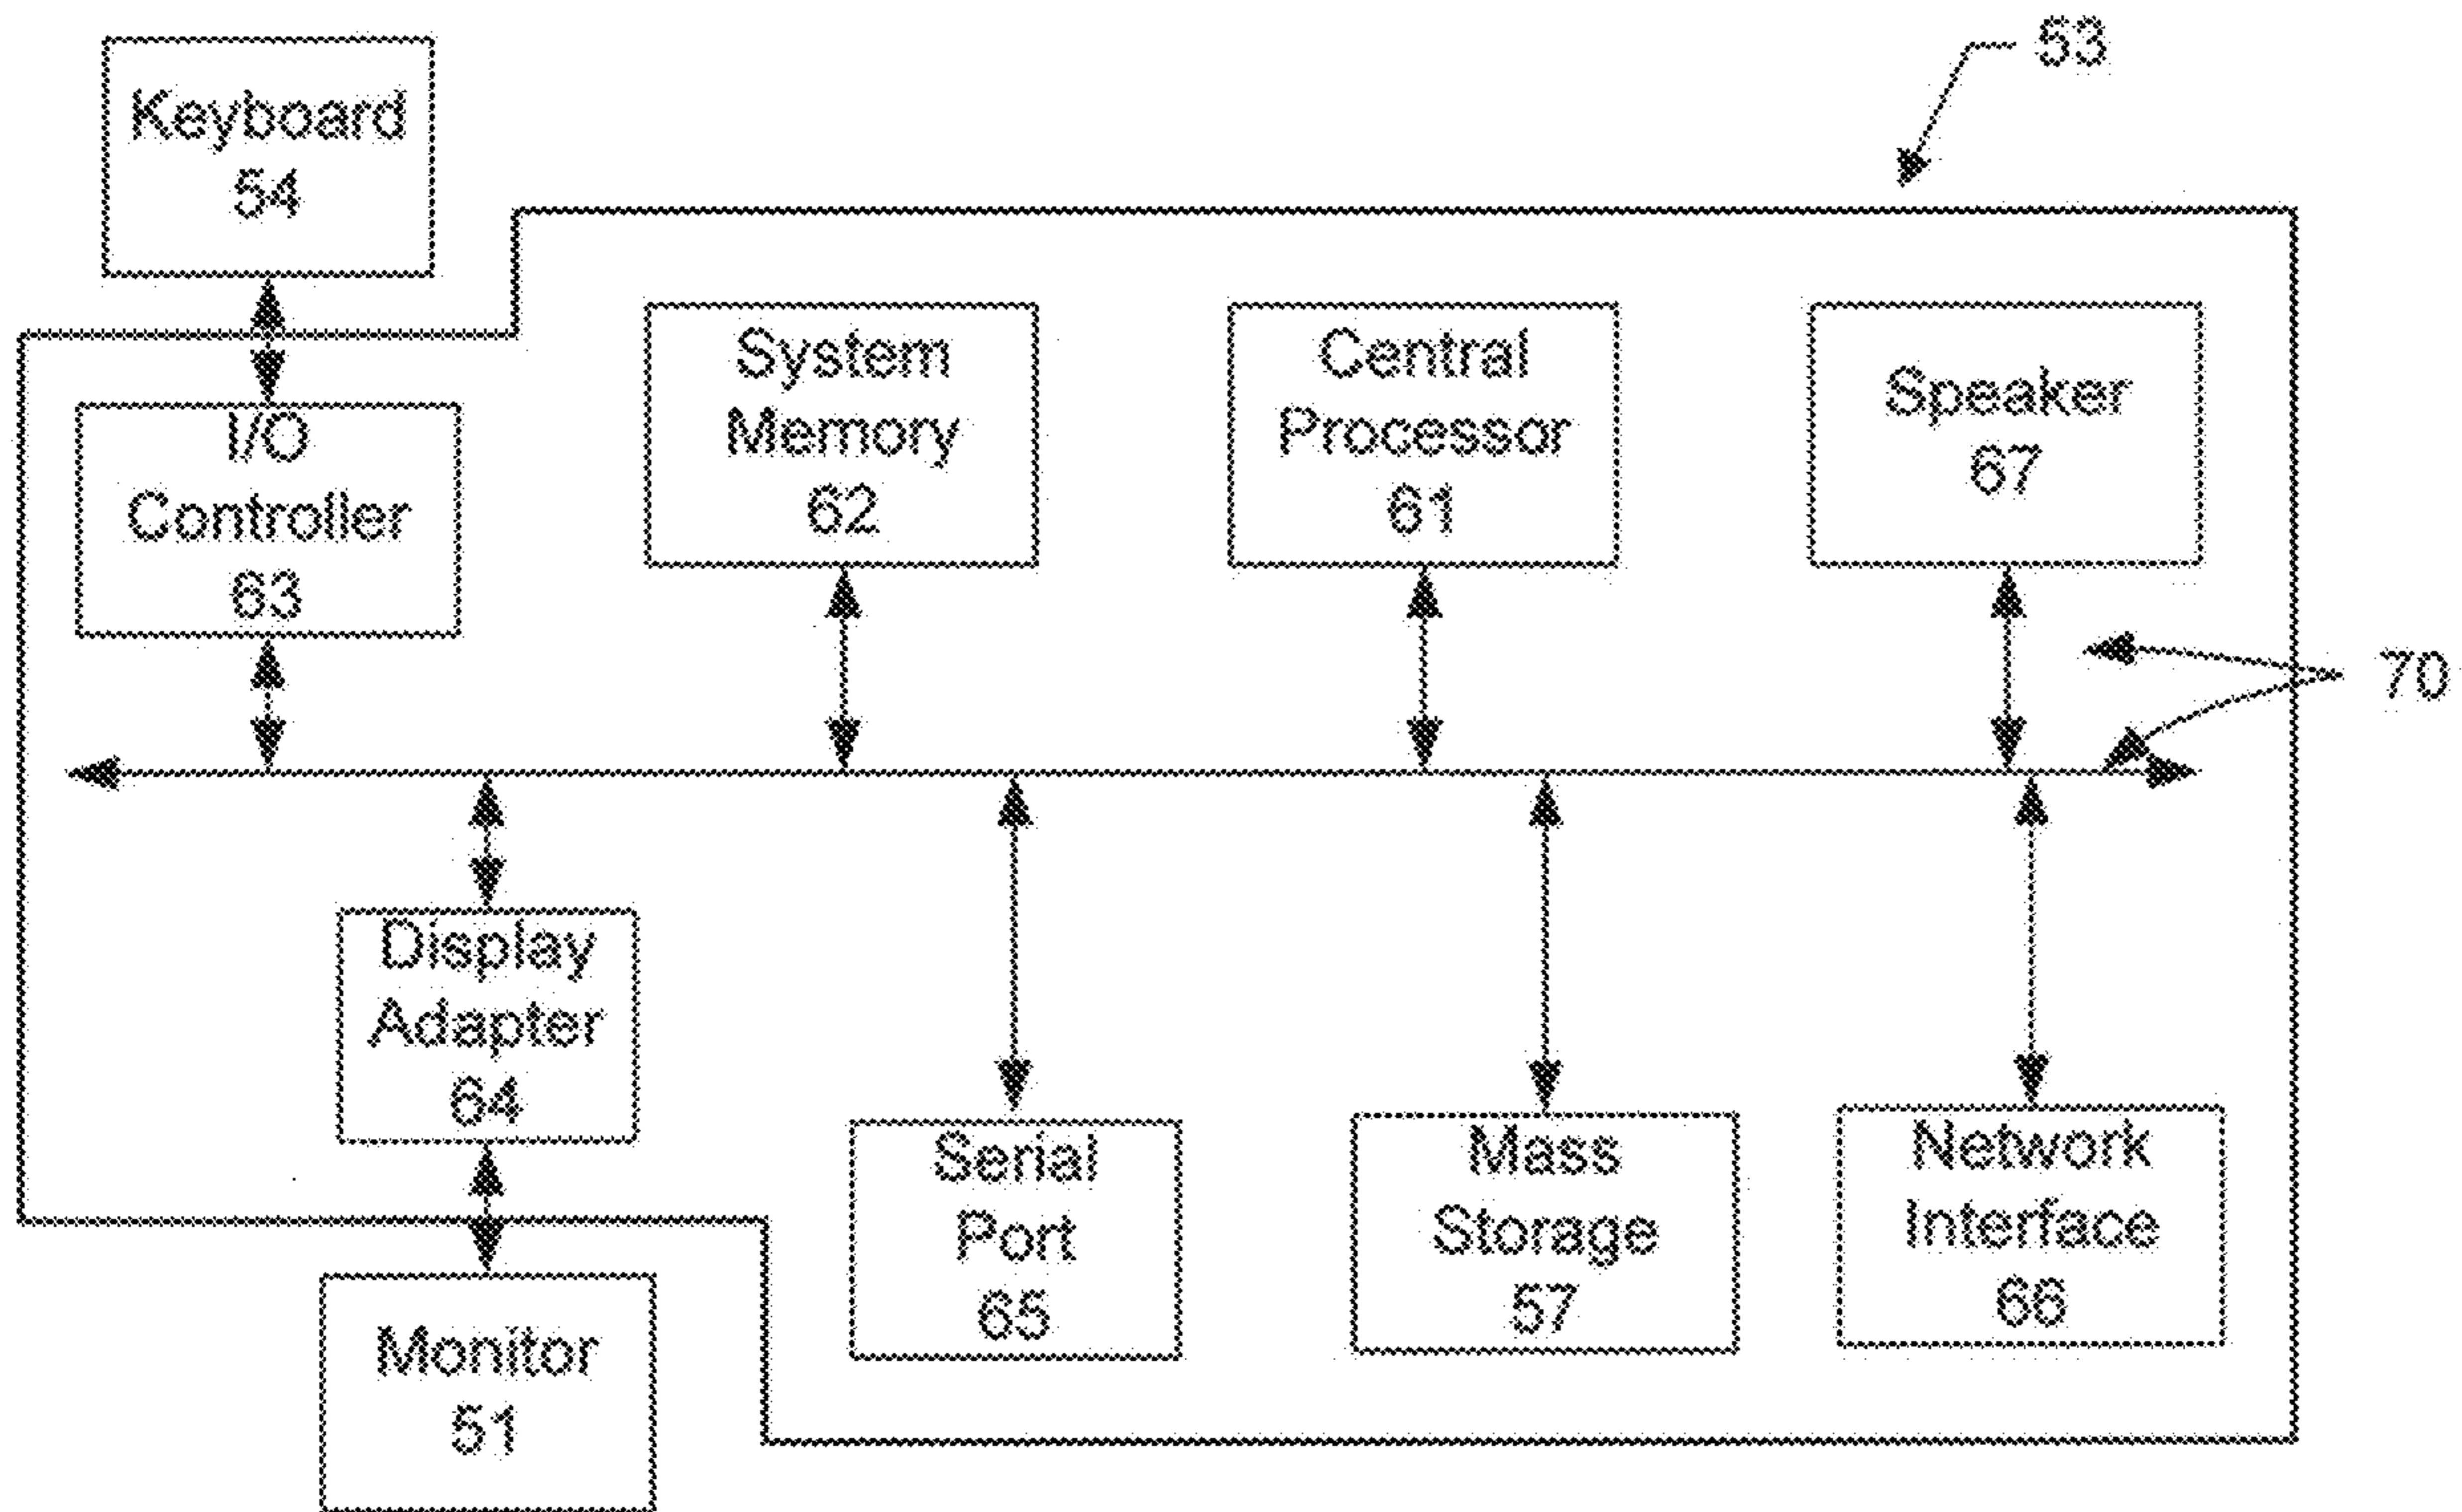 53
Keyboard
54
I/O
Controller
63
System
Memory
62
Central
Processor
61
Speaker
67
70
Display
Adapter
64
Serial
Port
65
Mass
Storage
57
Network
Interface
66
Monitor
51